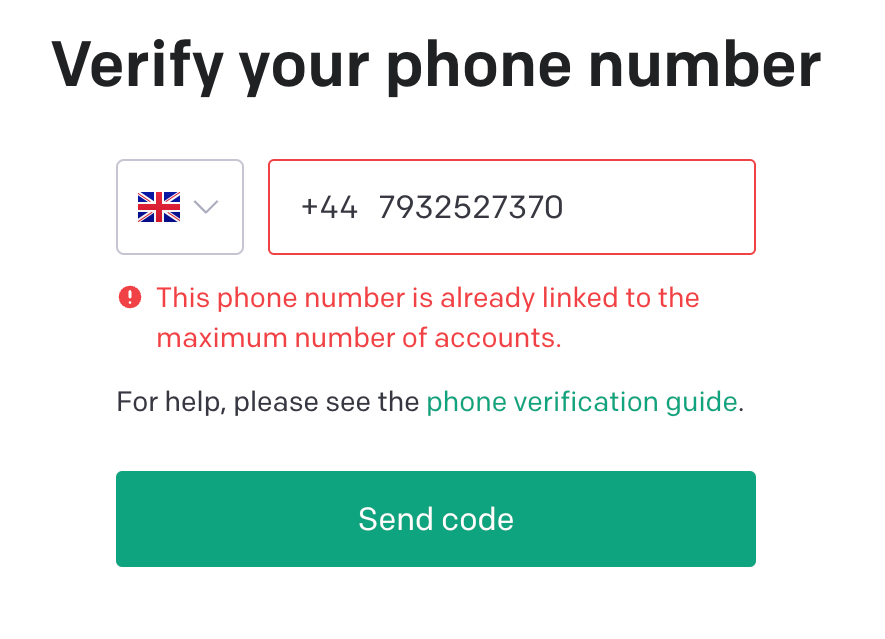 Verify your phone number
+44 7932527370
This phone number is already linked to the
maximum number of accounts.
For help, please see the phone verification guide.
Send code